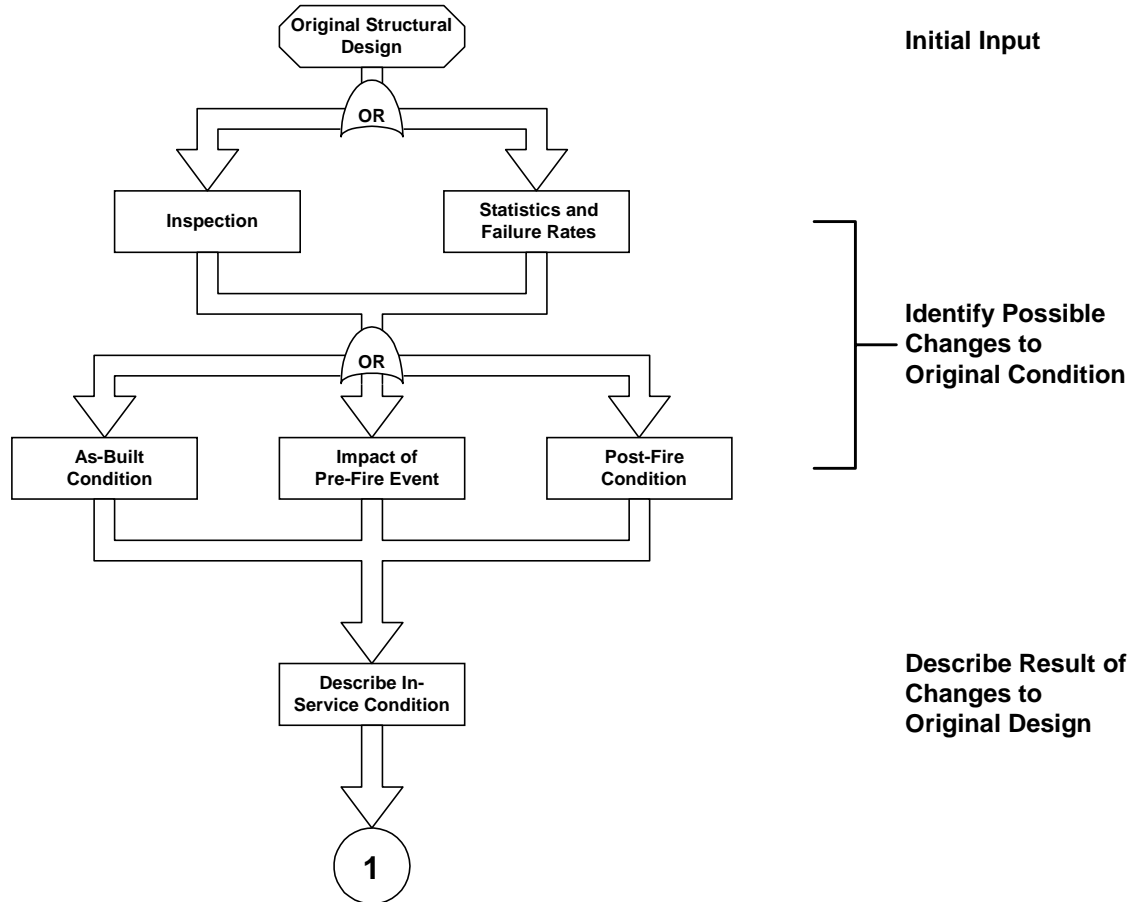 Original Structural
Design
Initial Input
OR
Inspection
Statistics and
Failure Rates
Identify Possible
Changes to
Original Condition
OR
As-Built
Condition
Impact of
Pre-Fire Event
Post-Fire
Condition
Describe In-
Service Condition
Describe Result of
Changes to
Original Design
1